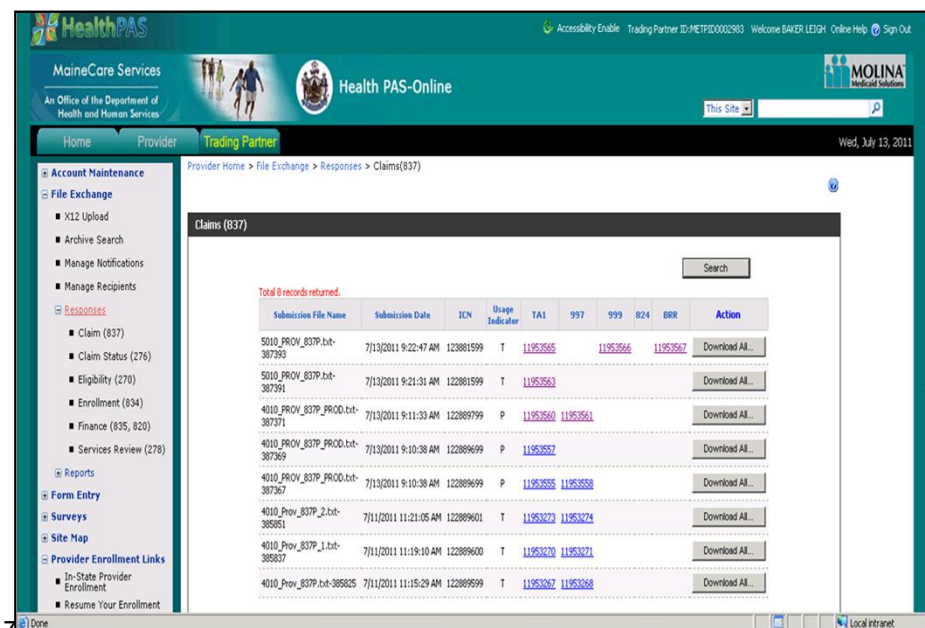 HealthPAS
Accessibility Enable Trading Partner ID:METPID0002983 Welcome BAKER LEIGH Online Help Sign Out
MaineCare Services
An Office of the Department of
Health and Human Services
Health PAS-Online
MOLINA
Medicaid Solutions
This Site
Home Provider Trading Partner
Wed, July 13, 2011
Account Maintenance
File Exchange
X12 Upload
Archive Search
Manage Notifications
Manage Recipients
Responses
Claim (837)
Claim Status (276)
Eligibility (270)
Enrollment (834)
Finance (835, 820)
Services Review (278)
Reports
Form Entry
Surveys
Site Map
Provider Enrollment Links
In-State Provider
Enrollment
Resume Your Enrollment
Provider Home > File Exchange > Responses > Claims(837)
Claims (837)
Search
Total 8 records returned.
Submission File Name Submission Date ICN Usage Indicator TA1 997 999 824 BRR Action
5010_PROV_837P.txt-
387393 7/13/2011 9:22:47 AM 123881599 T 11953565 11953566 11953567 Download All...
5010_PROV_837P.txt-
387391 7/13/2011 9:21:31 AM 122881599 T 11953563 Download All...
4010_PROV_837P_PROD.txt-
387371 7/13/2011 9:11:33 AM 122889799 P 11953560 11953561 Download All...
4010_PROV_837P_PROD.txt-
387369 7/13/2011 9:10:38 AM 122889699 P 11953557 Download All...
4010_PROV_837P_PROD.txt-
387367 7/13/2011 9:10:38 AM 122889699 P 11953555 11953558 Download All...
4010_Prov_837P_2.txt-
385851 7/11/2011 11:21:05 AM 122889601 T 11953273 11953274 Download All...
4010_Prov_837P_1.txt-
385837 7/11/2011 11:19:10 AM 122889600 T 11953270 11953271 Download All...
4010_Prov_837P.txt-385825 7/11/2011 11:15:29 AM 122889599 T 11953267 11953268 Download All...
7
Done
Local intranet